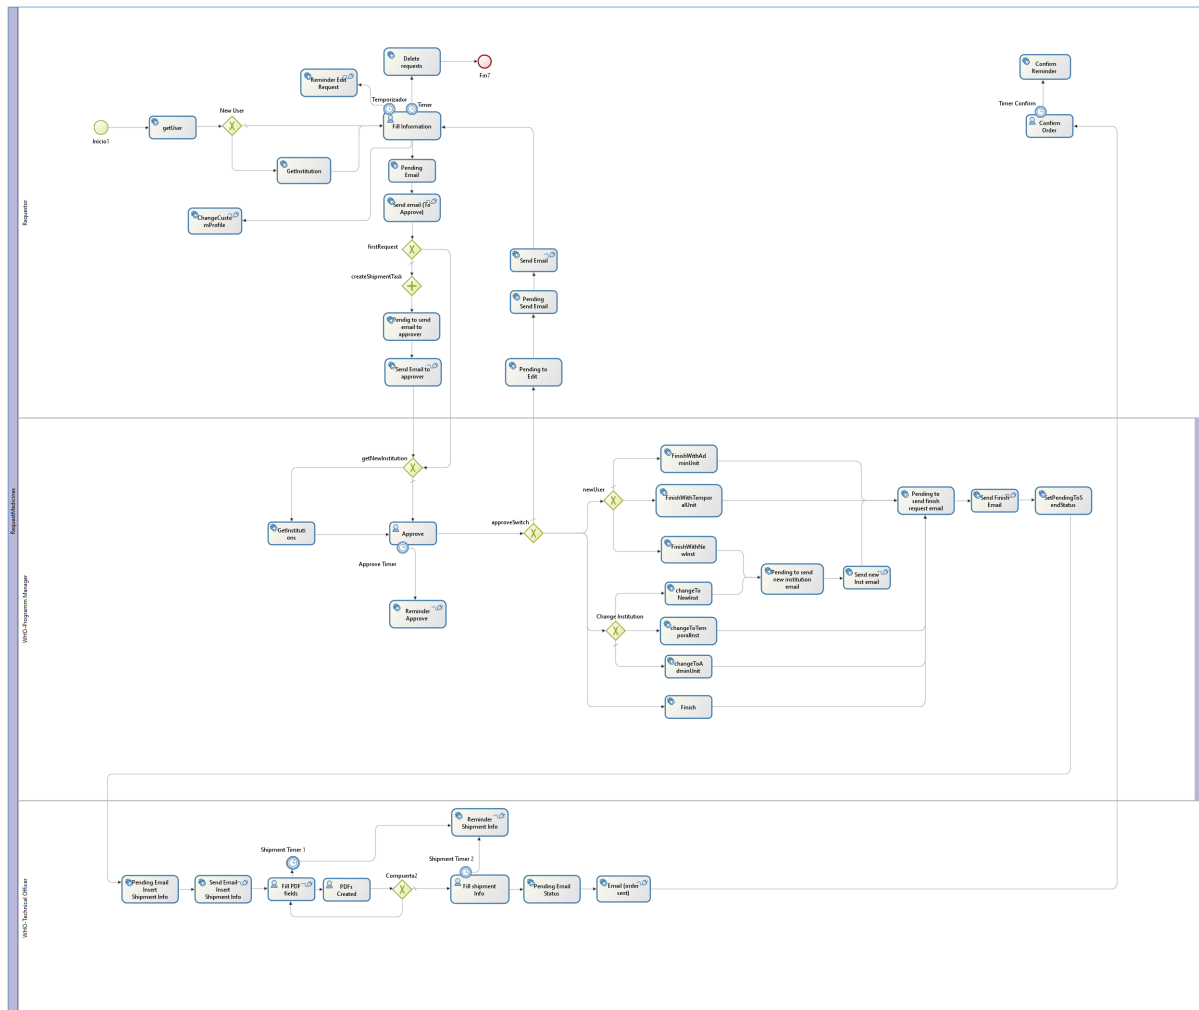 RequestMedicines
Requestor
Inicio1
getUser
New User
GetInstitution
ChangeCusto
mProfile
Reminder Edit
Request
Temporizador
Timer
Delete
requests
Fin7
Fill Information
Pending
Email
Send email (To
Approve)
firstRequest
createShipmentTask
Pendig to send
email to
approver
Send Email to
approver
Send Email
Pending
Send Email
Pending to
Edit
Confirm
Reminder
Timer Confirm
Confirm
Order
WHO-Programm Manager
getNewInstitution
GetInstituti
ons
Approve
Approve Timer
Reminder
Approve
approveSwitch
newUser
FinishWithAd
minUnit
FinishWithTempor
alUnit
FinishWithNe
wInst
Change Institution
changeTo
NewInst
changeToTem
poralInst
changeToA
dminUnit
Finish
Pending to send
new institution
email
Send new
Inst email
Pending to
send finish
request email
Send Finish
Email
SetPendingToS
endStatus
WHO-Technical Officer
Pending Email
Insert
Shipment Info
Send Email
Insert
Shipment Info
Shipment Timer 1
Fill PDF
fields
PDFs
Created
Compuerta2
Reminder
Shipment Info
Shipment Timer 2
Fill shipment
Info
Pending Email
Status
Email (order
sent)